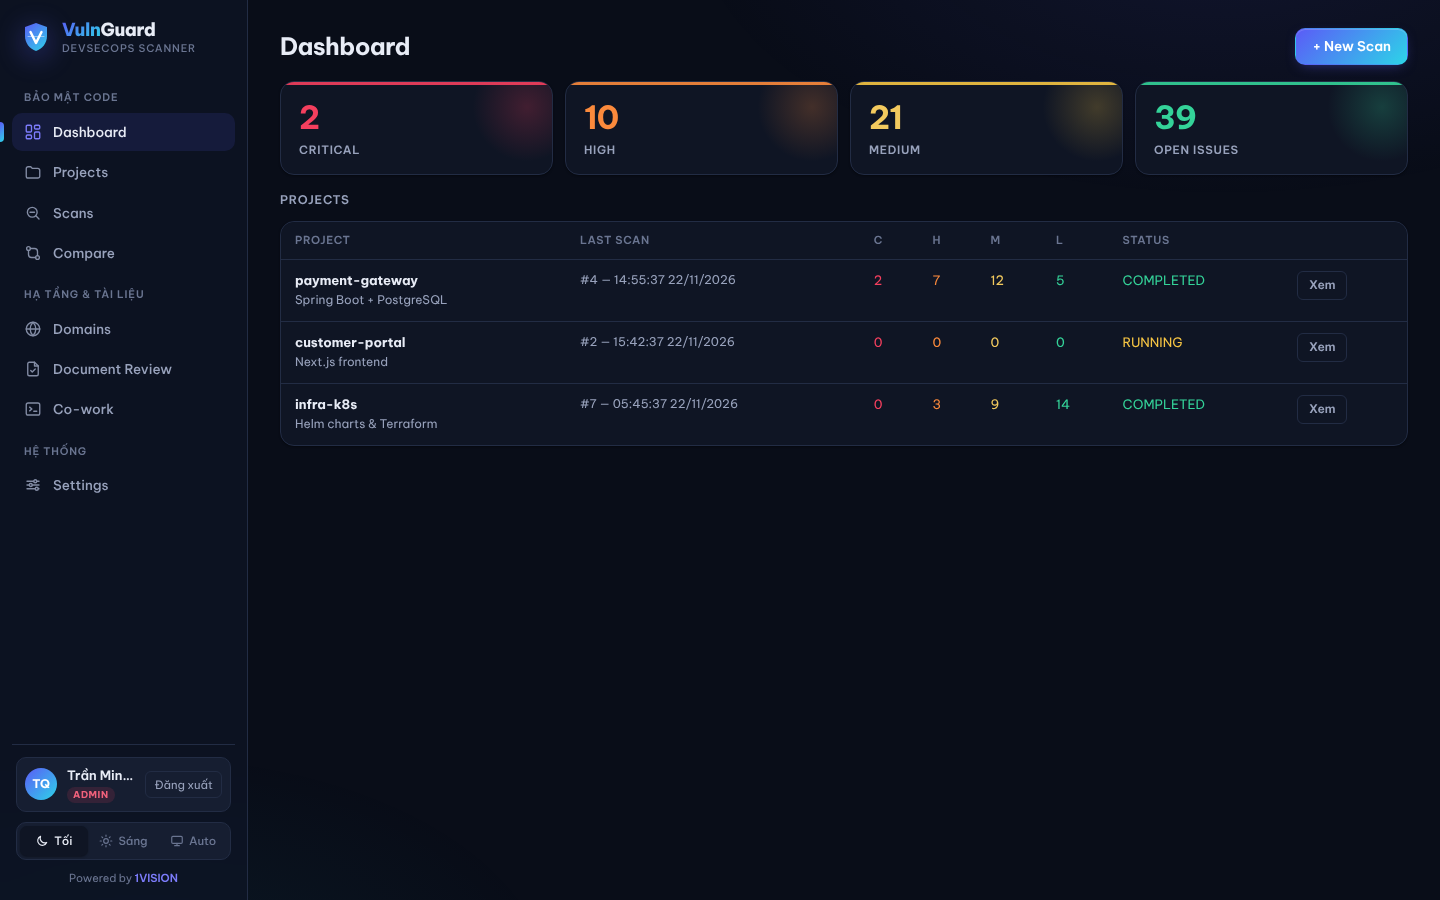 VulnGuard
DEVSECOPS SCANNER
BẢO MẬT CODE
Dashboard
Projects
Scans
Compare
HẠ TẦNG & TÀI LIỆU
Domains
Document Review
Co-work
HỆ THỐNG
Settings
TQ
Trần Min...
ADMIN
Đăng xuất
Tối
Sáng
Auto
Powered by 1VISION
Dashboard
+ New Scan
2
CRITICAL
10
HIGH
21
MEDIUM
39
OPEN ISSUES
PROJECTS
PROJECT LAST SCAN C H M L STATUS
payment-gateway #4 — 14:55:37 22/11/2026 2 7 12 5 COMPLETED Xem
Spring Boot + PostgreSQL
customer-portal #2 — 15:42:37 22/11/2026 0 0 0 0 RUNNING Xem
Next.js frontend
infra-k8s #7 — 05:45:37 22/11/2026 0 3 9 14 COMPLETED Xem
Helm charts & Terraform